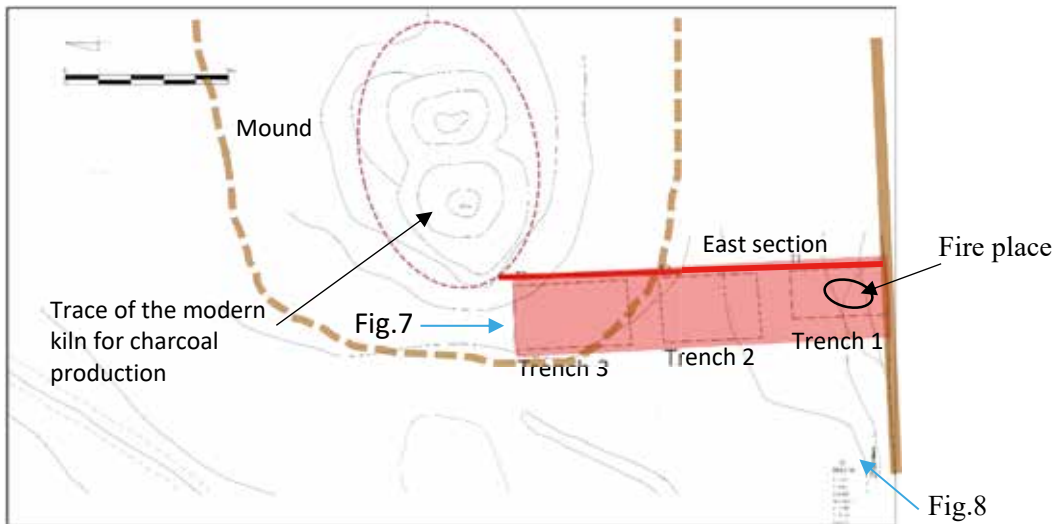 Mound
East section
Fire place
Trace of the modern
kiln for charcoal
production
Fig.7
Trench 1
Trench 2
Trench 3
Fig.8